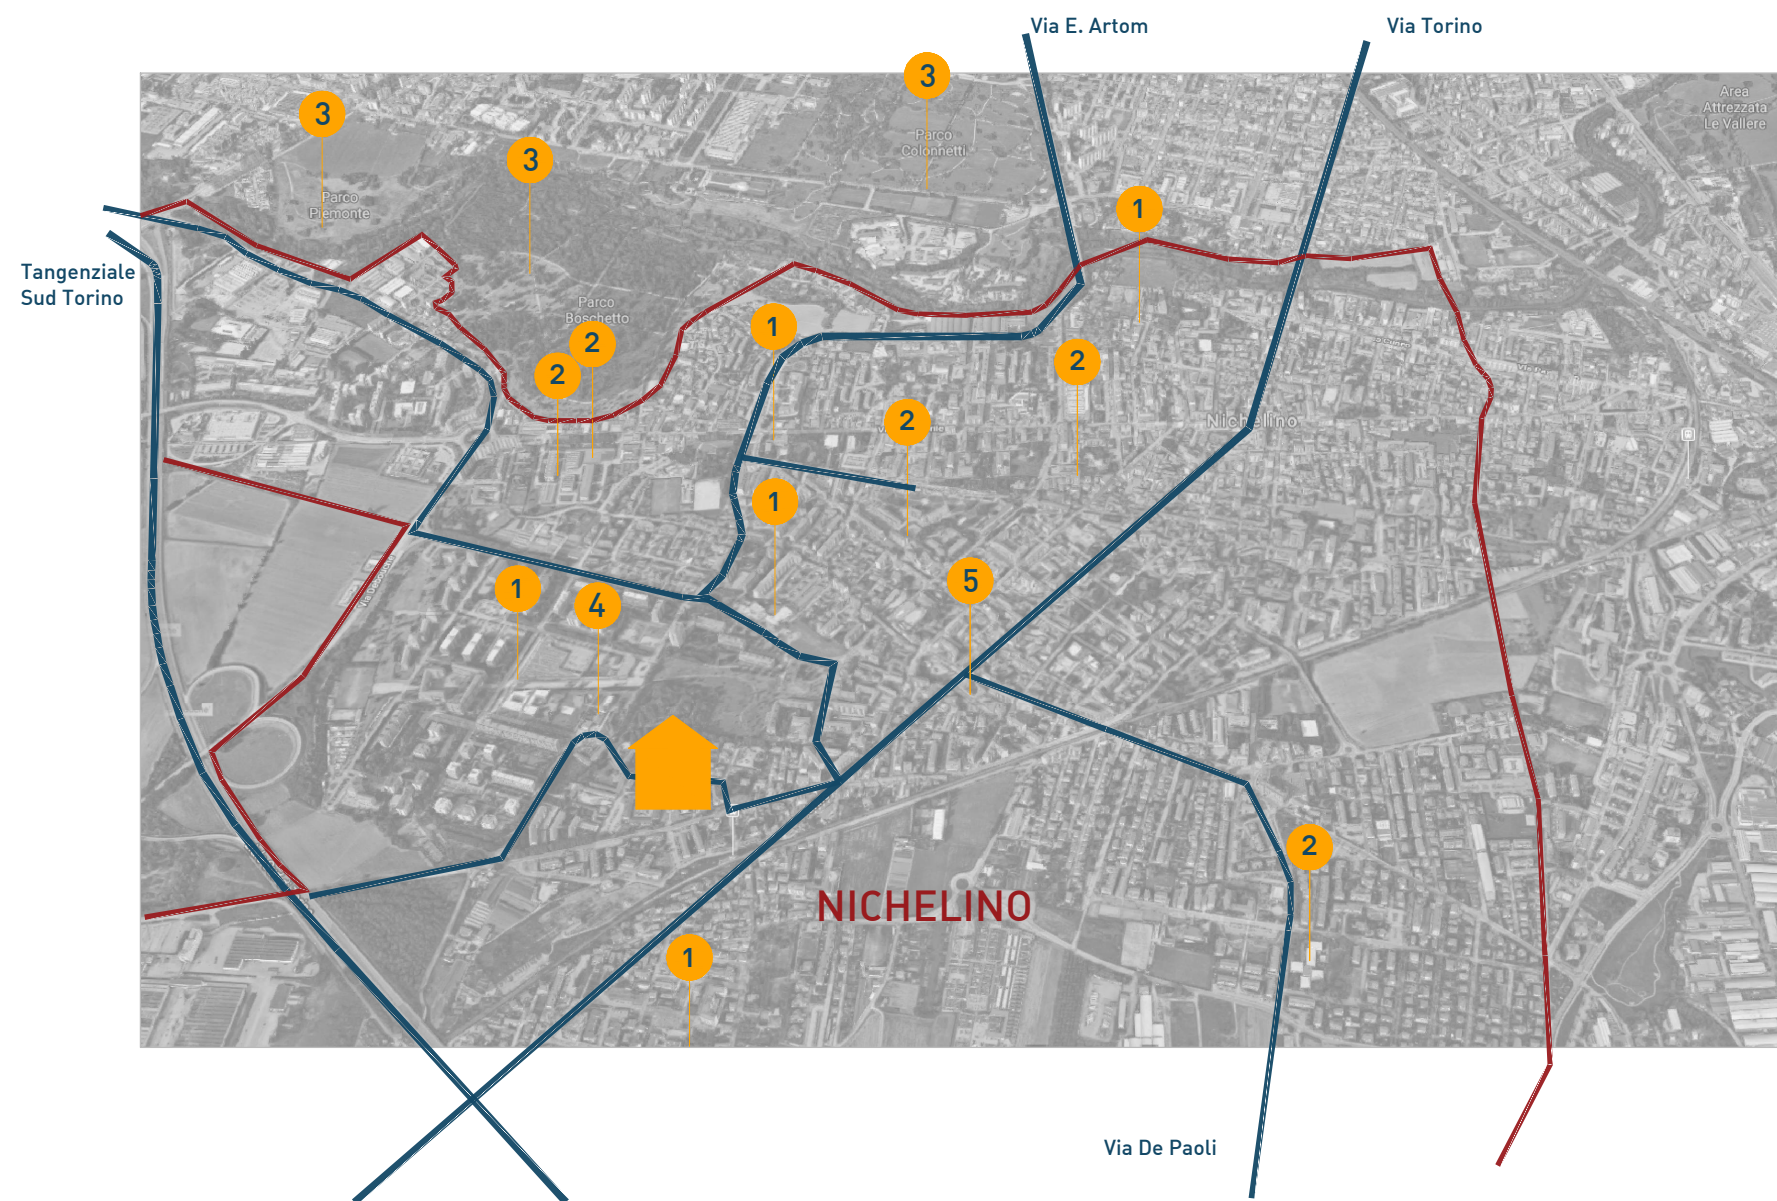 Via E. Artom
Via Torino
3
3
Area
Attrezzata
Le Vallere
Parco
Colonnetti
3
Parco
Piemonte
1
Tangenziale
Sud Torino
Parco
Boschetto
1
2
2
2
2
Nichelino
1
1
4
5
2
NICHELINO
1
Via De Paoli